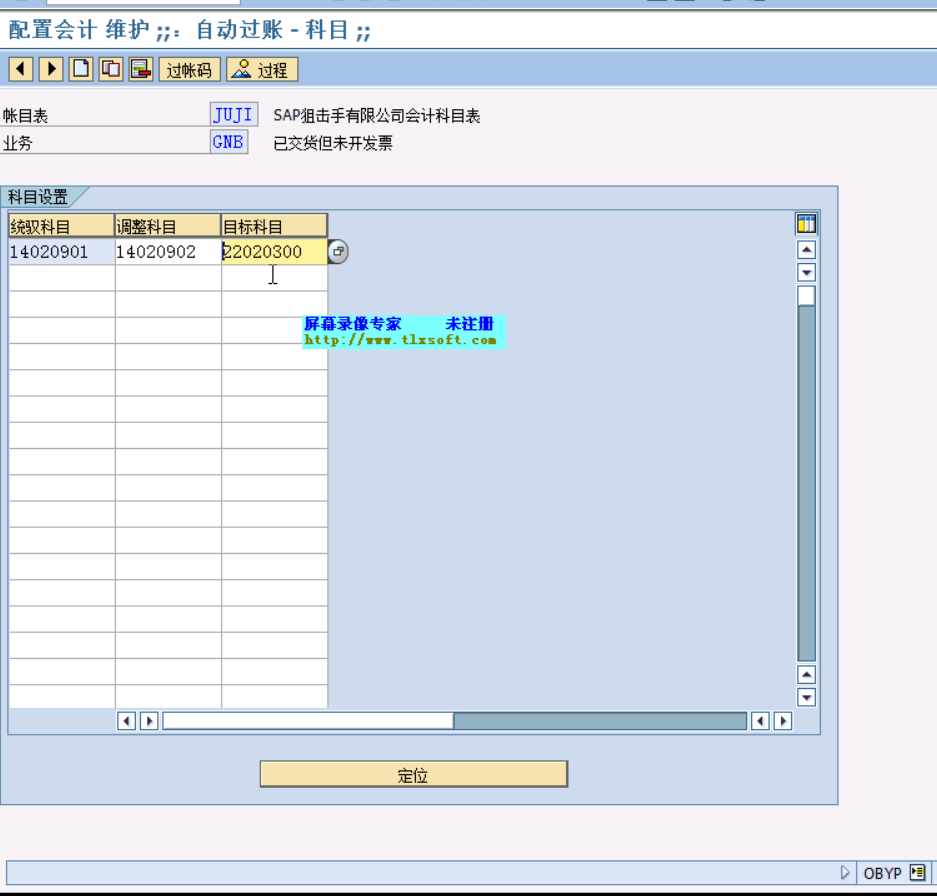 配置会计 维护 ;;: 自动过账 - 科目 ;;
过帐码 过程
帐目表 JUJI SAP狙击手有限公司会计科目表
业务 GNB 已交货但未开发票
科目设置
统驭科目 调整科目 目标科目
14020901 14020902 22020300
屏幕录像专家 未注册
http://www.tlxsoft.com
定位
OBYP